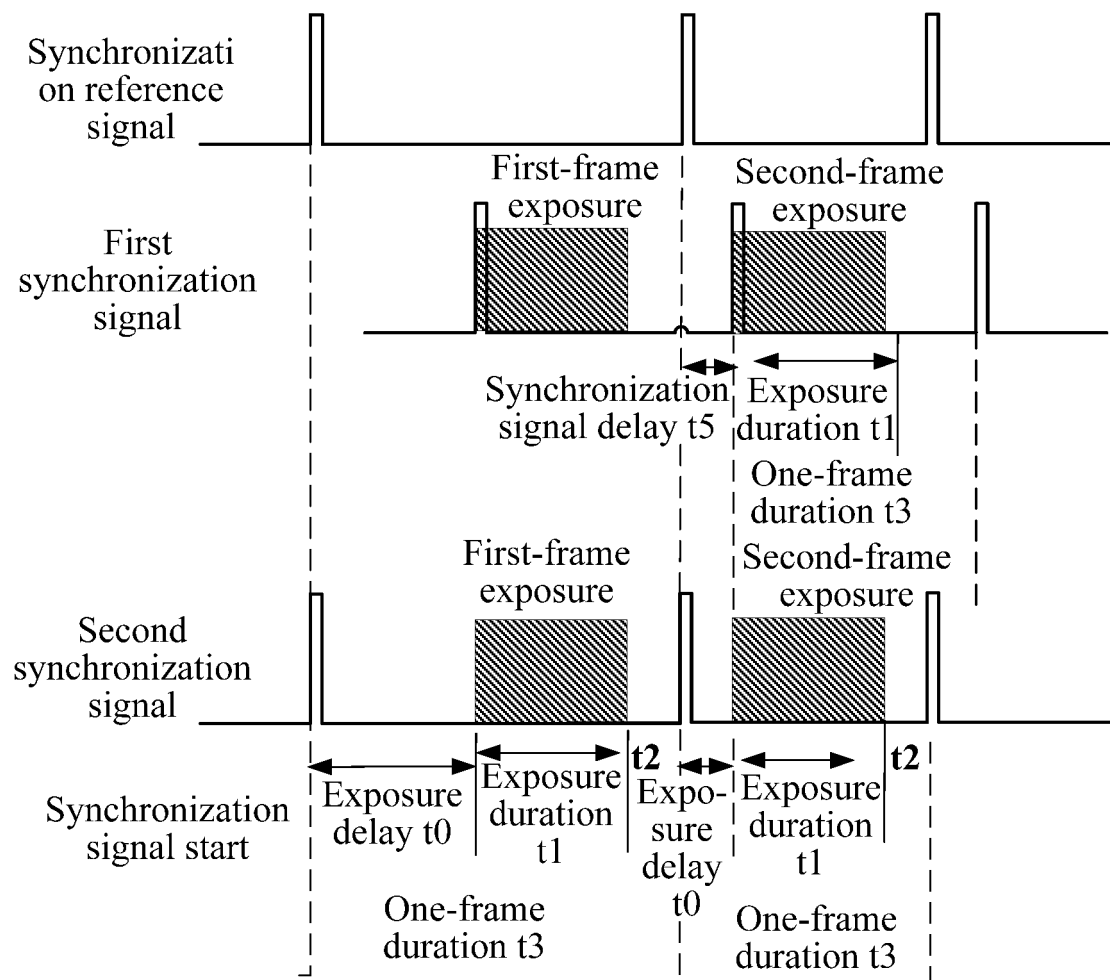 Synchronizati
on reference
signal
First-frame
exposure
Second-frame
exposure
First
synchronization
signal
Synchronization
signal delay t5
Exposure
duration t1
One-frame
duration t3
First-frame
exposure
Second-frame
exposure
Second
synchronization
signal
t2
t2
Synchronization
signal start
Exposure
delay t0
Exposure
duration
t1
Expo-
sure
delay
t0
Exposure
duration
t1
One-frame
duration t3
One-frame
duration t3